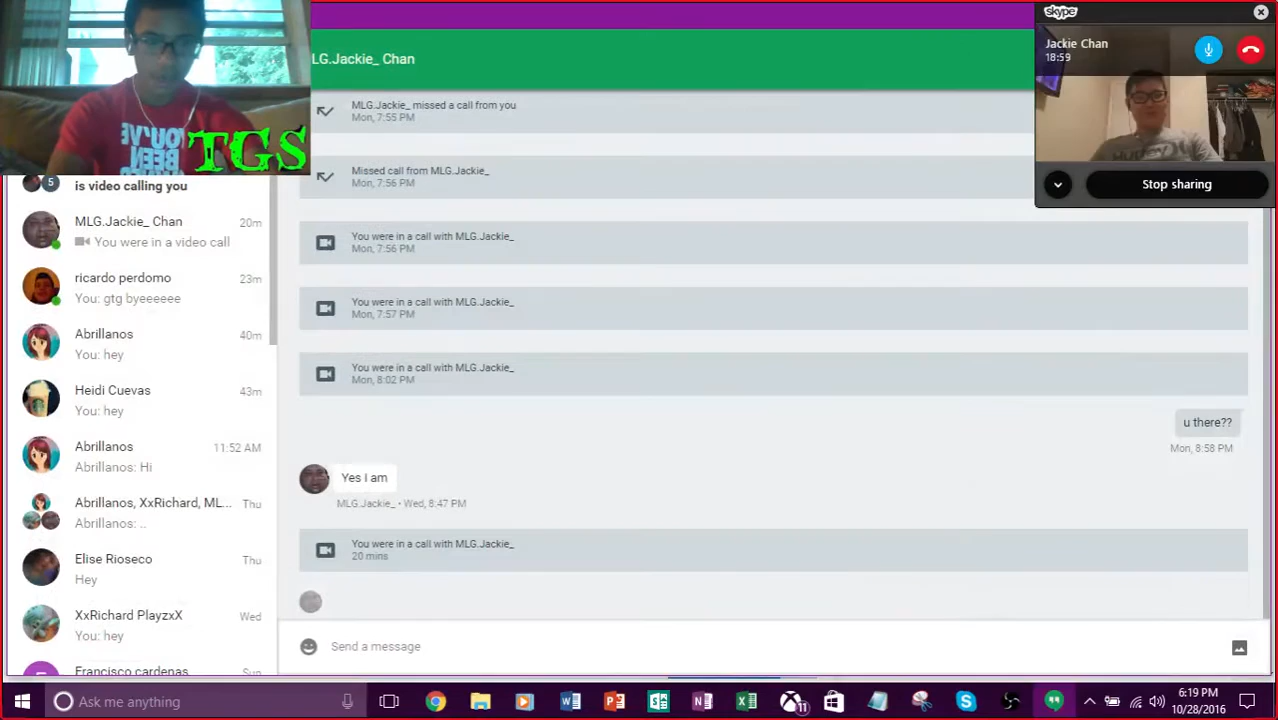 LG.Jackie_ Chan
TGS
is video calling you
5
MLG.Jackie_ Chan
20m
You were in a video call
ricardo perdomo
23m
You: gtg byeeeeee
Abrillanos
40m
You: hey
Heidi Cuevas
43m
You: hey
Abrillanos
11:52 AM
Abrillanos: Hi
Abrillanos, XxRichard, ML...
Thu
Abrillanos: ..
Elise Rioseco
Thu
Hey
XxRichard PlayzxX
Wed
You: hey
Francisco cardenas
Sun
MLG.Jackie_ missed a call from you
Mon, 7:55 PM
Missed call from MLG.Jackie_
Mon, 7:56 PM
You were in a call with MLG.Jackie_
Mon, 7:56 PM
You were in a call with MLG.Jackie_
Mon, 7:57 PM
You were in a call with MLG.Jackie_
Mon, 8:02 PM
u there??
Mon, 8:58 PM
Yes I am
MLG.Jackie_ • Wed, 8:47 PM
You were in a call with MLG.Jackie_
20 mins
Send a message
skype
Jackie Chan
18:59
Stop sharing
Ask me anything
11
6:19 PM
10/28/2016